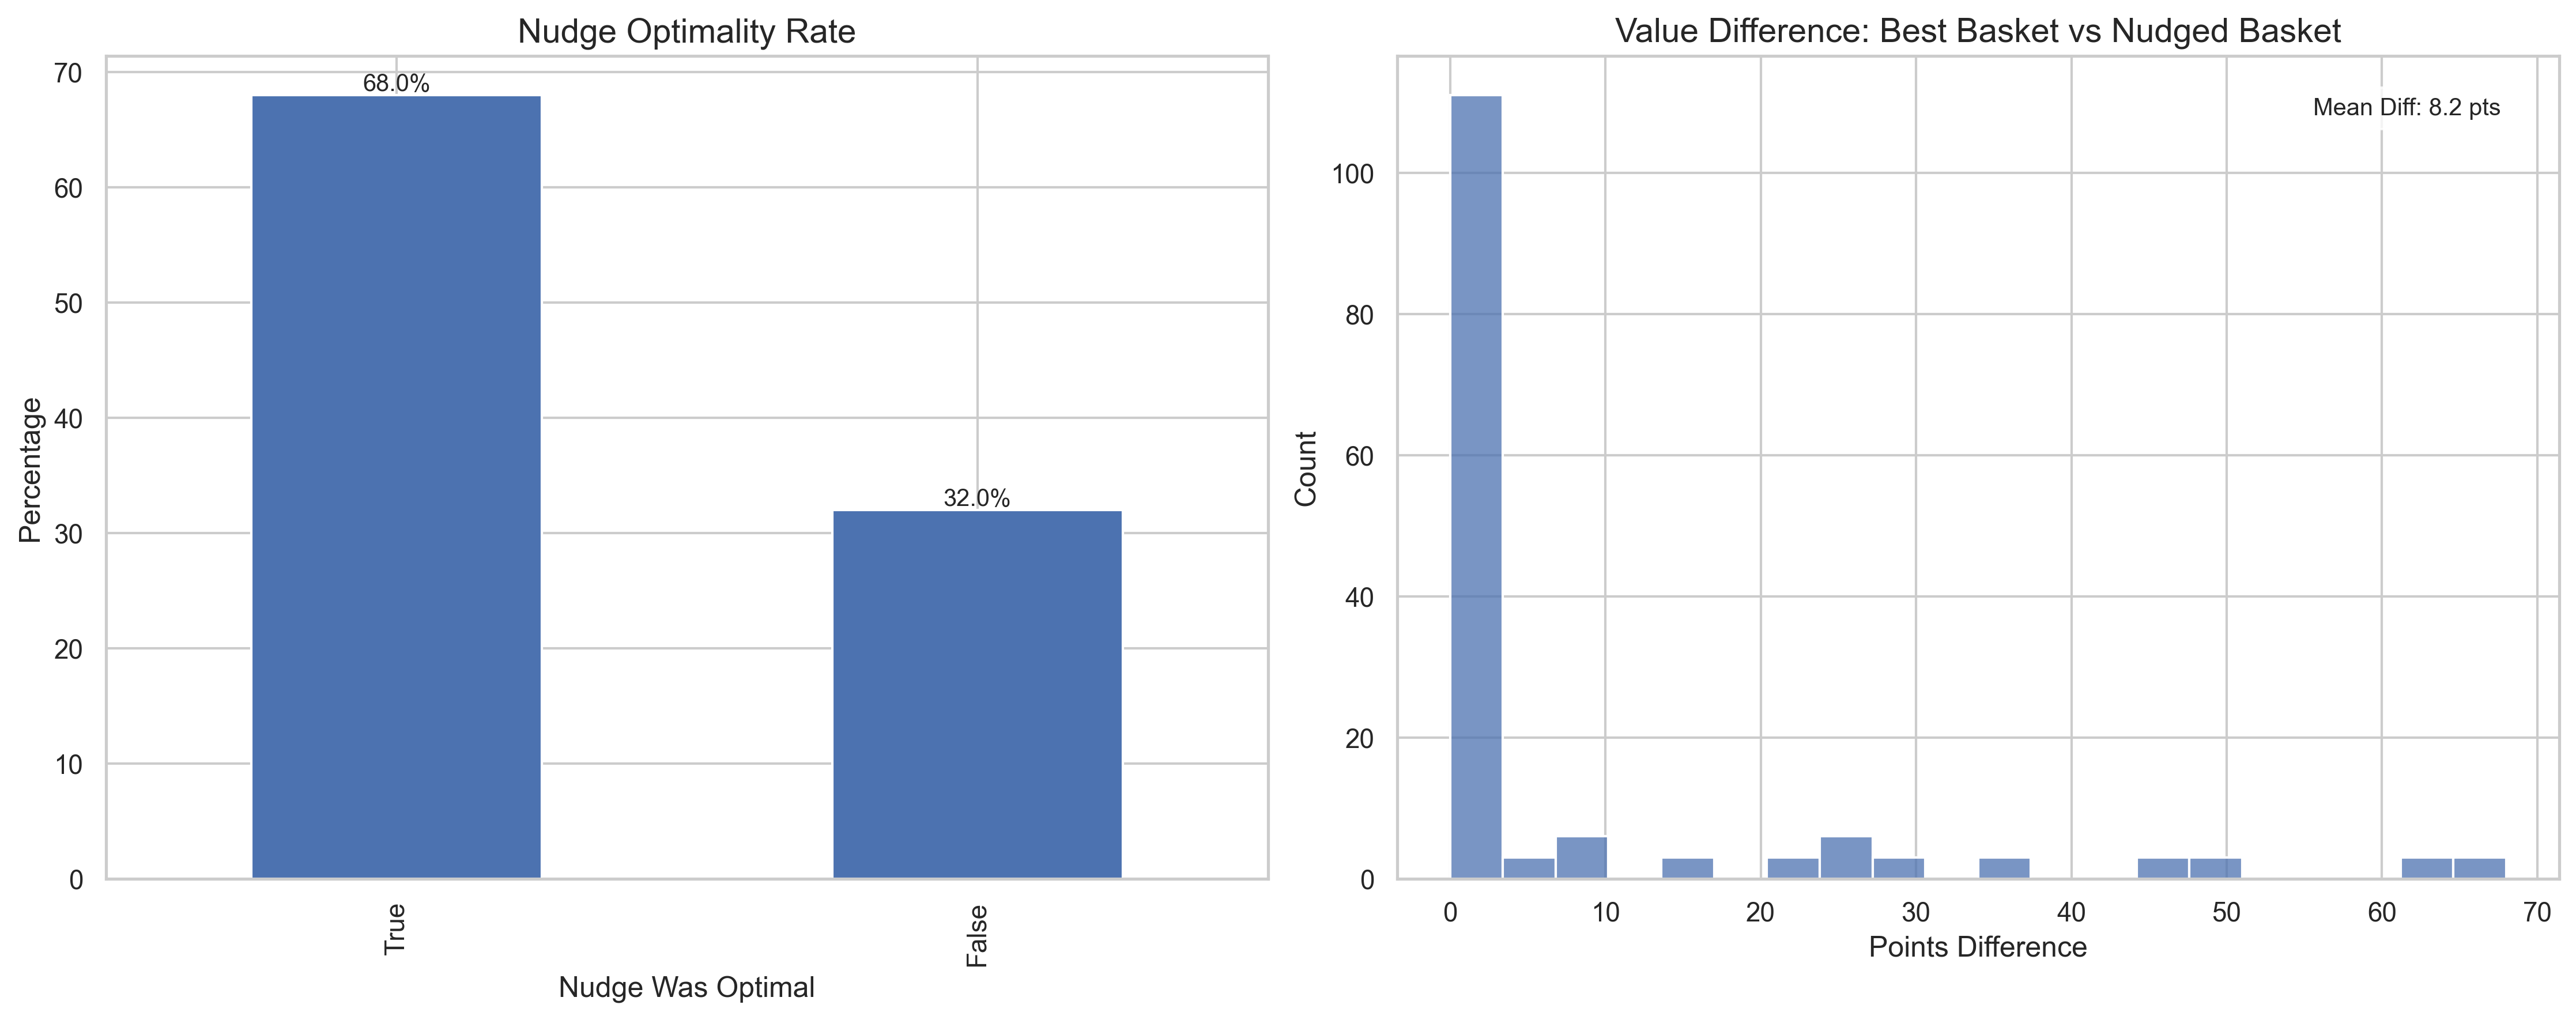 Nudge Optimality Rate
70
60
50
40
30
20
10
0
Percentage
68.0%
32.0%
True
False
Nudge Was Optimal
Value Difference: Best Basket vs Nudged Basket
Mean Diff: 8.2 pts
100
80
60
40
20
0
Count
0 10 20 30 40 50 60 70
Points Difference